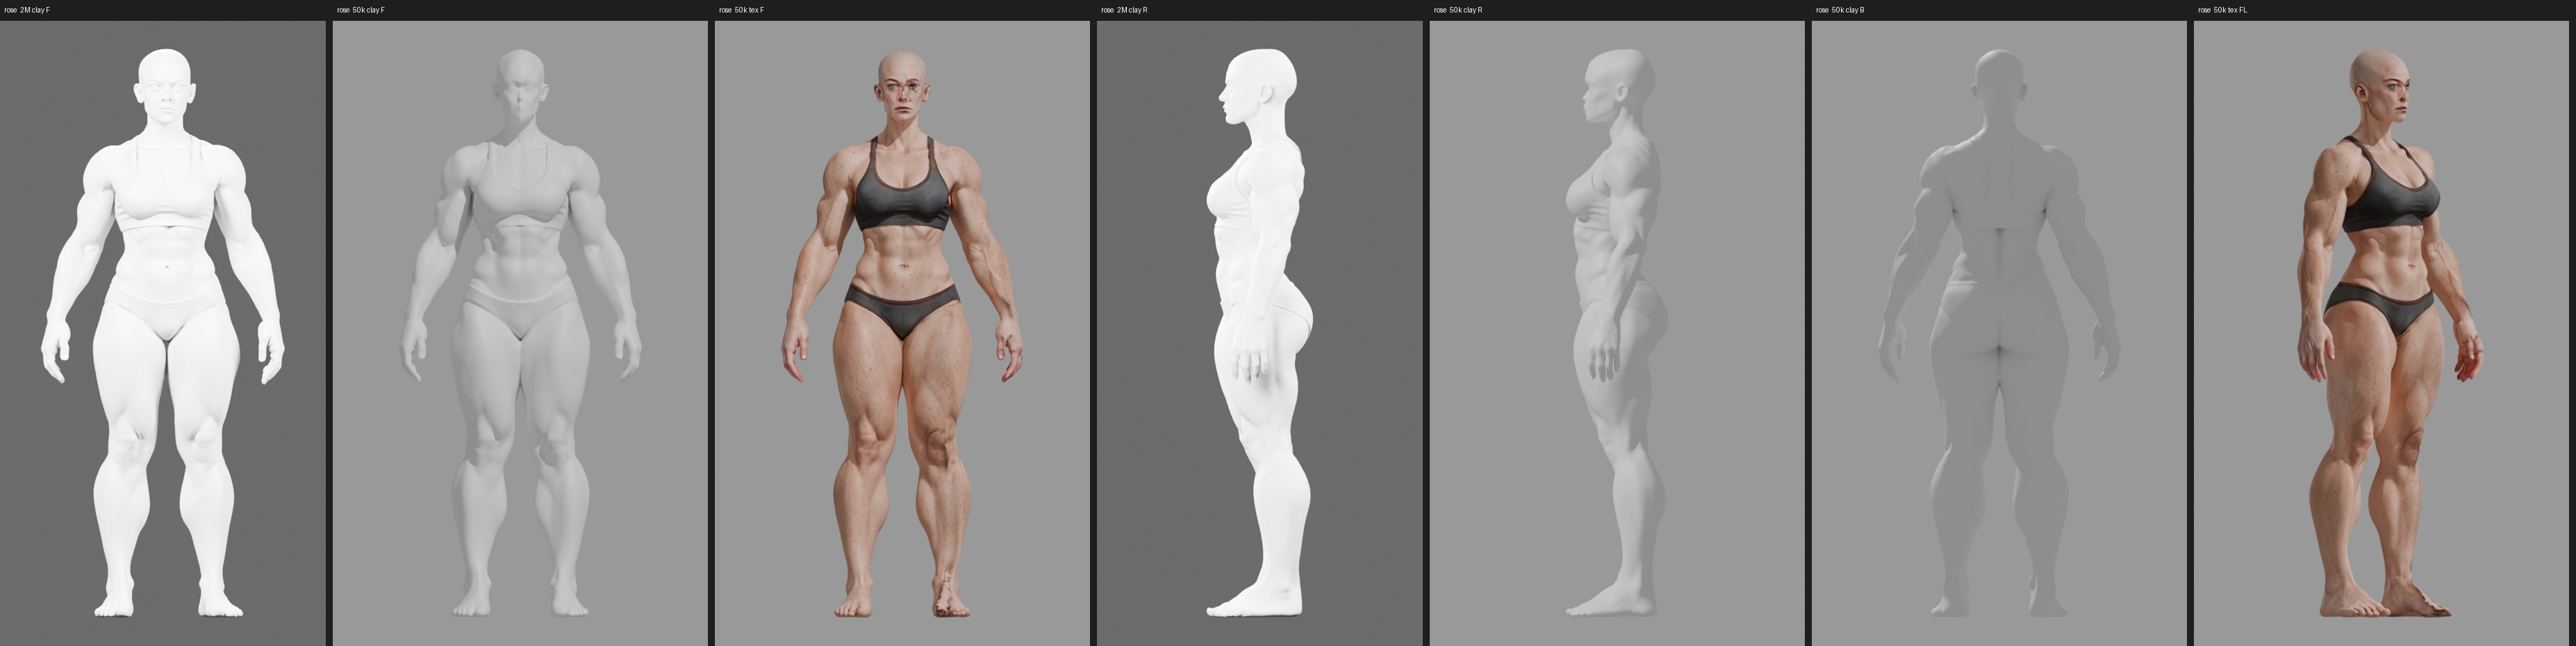 rose 2M clay F
rose 50k clay F
rose 50k tex F
rose 2M clay R
rose 50k clay R
rose 50k clay B
rose 50k tex FL